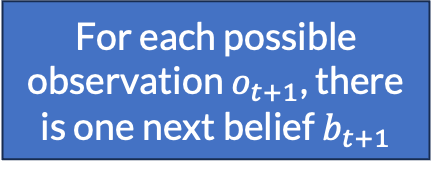 For each possible
observation $o_{t+1}$, there
is one next belief $b_{t+1}$